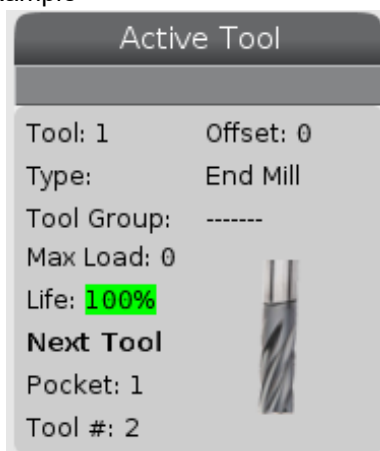 Active Tool
Tool: 1 Offset: 0
Type: End Mill
Tool Group: -------
Max Load: 0
Life: 100%
Next Tool
Pocket: 1
Tool #: 2